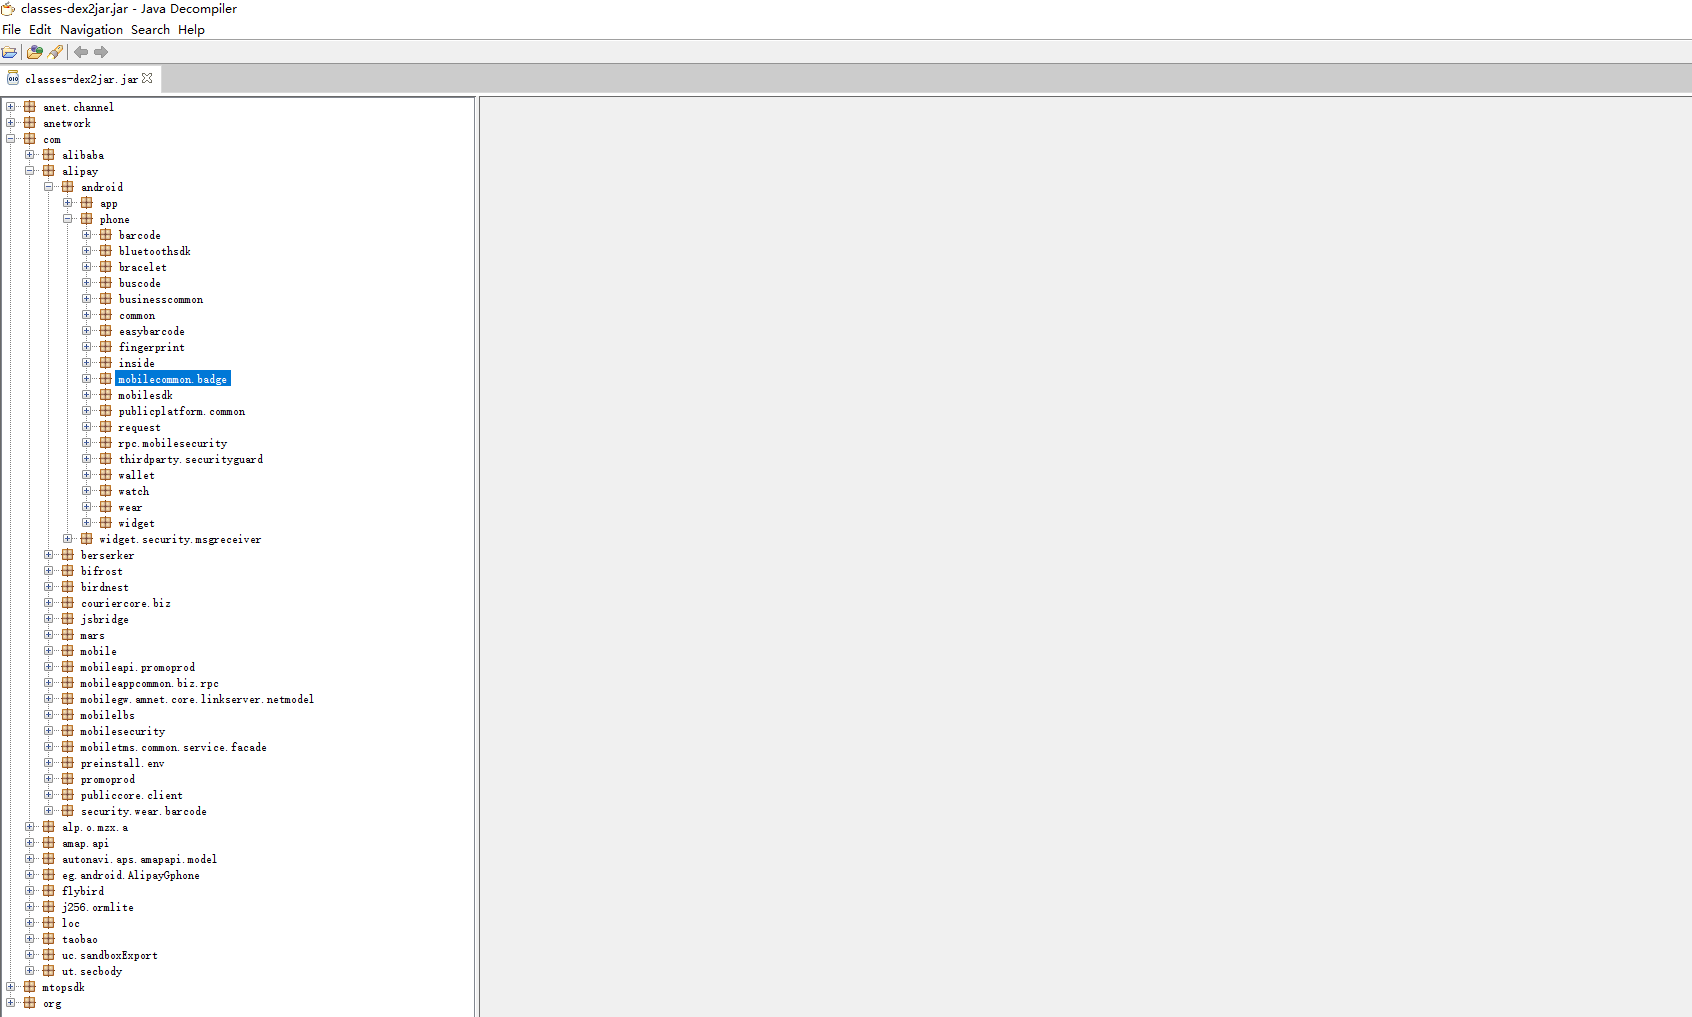 classes-dex2jar.jar - Java Decompiler
File Edit Navigation Search Help
classes-dex2jar.jar
anet.channel
anetwork
com
alibaba
alipay
android
app
phone
barcode
bluetoothsdk
bracelet
buscode
businesscommon
common
easybarcode
fingerprint
inside
mobilecommon.badge
mobilesdk
publicplatform.common
request
rpc.mobilesecurity
thirdparty.securityguard
wallet
watch
wear
widget
widget.security.msgreceiver
berserker
bifrost
birdnest
couriercore.biz
jsbridge
mars
mobile
mobileapi.promoprod
mobileappcommon.biz.rpc
mobilegw.amnet.core.linkserver.netmodel
mobilelbs
mobilesecurity
mobiletms.common.service.facade
preinstall.env
promoprod
publiccore.client
security.wear.barcode
alp.o.mzx.a
amap.api
autonavi.aps.amapapi.model
eg.android.AlipayGphone
flybird
j256.ormlite
loc
taobao
uc.sandboxExport
ut.secbody
mtopsdk
org